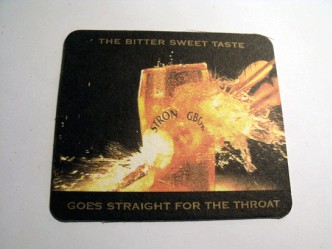 THE BITTER SWEET TASTE
STRON GBOW
GOES STRAIGHT FOR THE THROAT